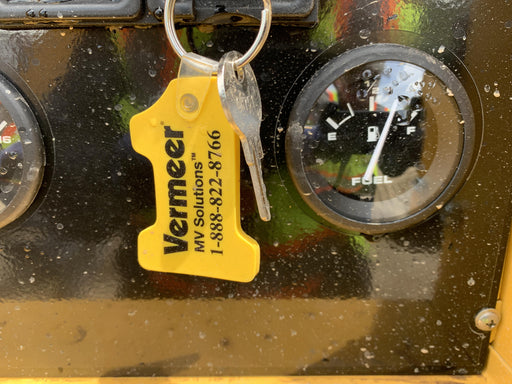 Vermeer
MV Solutions™
1-888-822-8766
E
F
FUEL